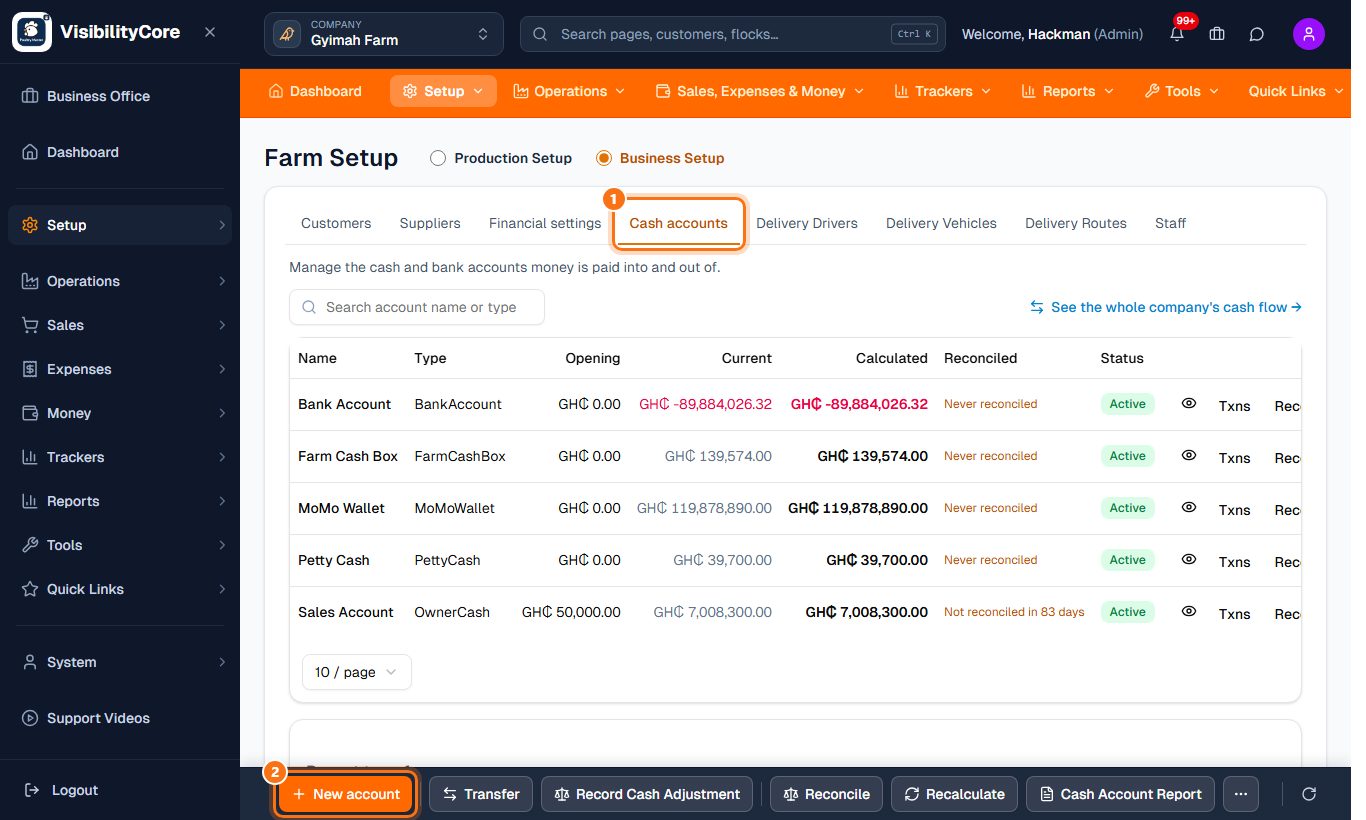 VisibilityCore
COMPANY
Gyimah Farm
Search pages, customers, flocks...
Ctrl K
Welcome, Hackman (Admin)
99+
Business Office
Dashboard
Setup
Operations
Sales
Expenses
Money
Trackers
Reports
Tools
Quick Links
System
Support Videos
Logout
Dashboard
Setup
Operations
Sales, Expenses & Money
Trackers
Reports
Tools
Quick Links
Farm Setup
Production Setup
Business Setup
1
Customers
Suppliers
Financial settings
Cash accounts
Delivery Drivers
Delivery Vehicles
Delivery Routes
Staff
Manage the cash and bank accounts money is paid into and out of.
Search account name or type
See the whole company's cash flow →
Name Type Opening Current Calculated Reconciled Status
Bank Account BankAccount GH₵ 0.00 GH₵ -89,884,026.32 GH₵ -89,884,026.32 Never reconciled Active Txns Rec
Farm Cash Box FarmCashBox GH₵ 0.00 GH₵ 139,574.00 GH₵ 139,574.00 Never reconciled Active Txns Rec
MoMo Wallet MoMoWallet GH₵ 0.00 GH₵ 119,878,890.00 GH₵ 119,878,890.00 Never reconciled Active Txns Rec
Petty Cash PettyCash GH₵ 0.00 GH₵ 39,700.00 GH₵ 39,700.00 Never reconciled Active Txns Rec
Sales Account OwnerCash GH₵ 50,000.00 GH₵ 7,008,300.00 GH₵ 7,008,300.00 Not reconciled in 83 days Active Txns Rec
10 / page
2
+ New account
Transfer
Record Cash Adjustment
Reconcile
Recalculate
Cash Account Report
...